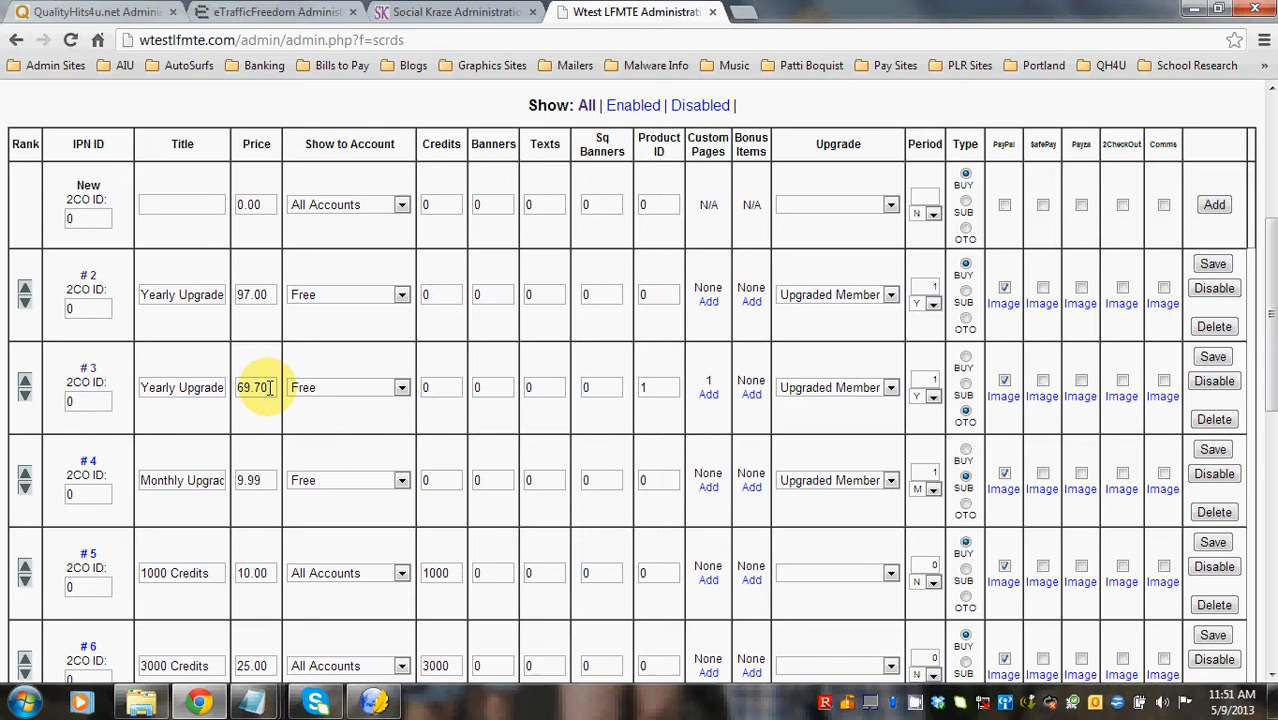 QualityHits4u.net Admini
eTrafficFreedom Administ
Social Kraze Administratio
Wtest LFMTE Administrati
wtestlfmte.com/admin/admin.php?f=scrds
Admin Sites AIU AutoSurfs Banking Bills to Pay Blogs Graphics Sites Mailers Malware Info Music Patti Boquist Pay Sites PLR Sites Portland QH4U School Research »
Show: All | Enabled | Disabled |
Rank IPN ID Title Price Show to Account Credits Banners Texts Sq Banners Product ID Custom Pages Bonus Items Upgrade Period Type PayPal SafePay Payza 2CheckOut Comms
New
2CO ID:
0 0.00 All Accounts 0 0 0 0 0 N/A N/A N BUY SUB OTO Add
# 2
2CO ID:
0 Yearly Upgrade 97.00 Free 0 0 0 0 0 None Add None Add Upgraded Member 1 Y BUY SUB OTO Image Image Image Image Image Save Disable Delete
# 3
2CO ID:
0 Yearly Upgrade 69.70 Free 0 0 0 0 1 1 Add None Add Upgraded Member 1 Y BUY SUB OTO Image Image Image Image Image Save Disable Delete
# 4
2CO ID:
0 Monthly Upgrac 9.99 Free 0 0 0 0 0 None Add None Add Upgraded Member 1 M BUY SUB OTO Image Image Image Image Image Save Disable Delete
# 5
2CO ID:
0 1000 Credits 10.00 All Accounts 1000 0 0 0 0 None Add None Add 0 N BUY SUB OTO Image Image Image Image Image Save Disable Delete
# 6
2CO ID:
0 3000 Credits 25.00 All Accounts 3000 0 0 0 0 None Add None Add 0 N BUY SUB Image Image Image Image Image Save Disable
11:51 AM
5/9/2013